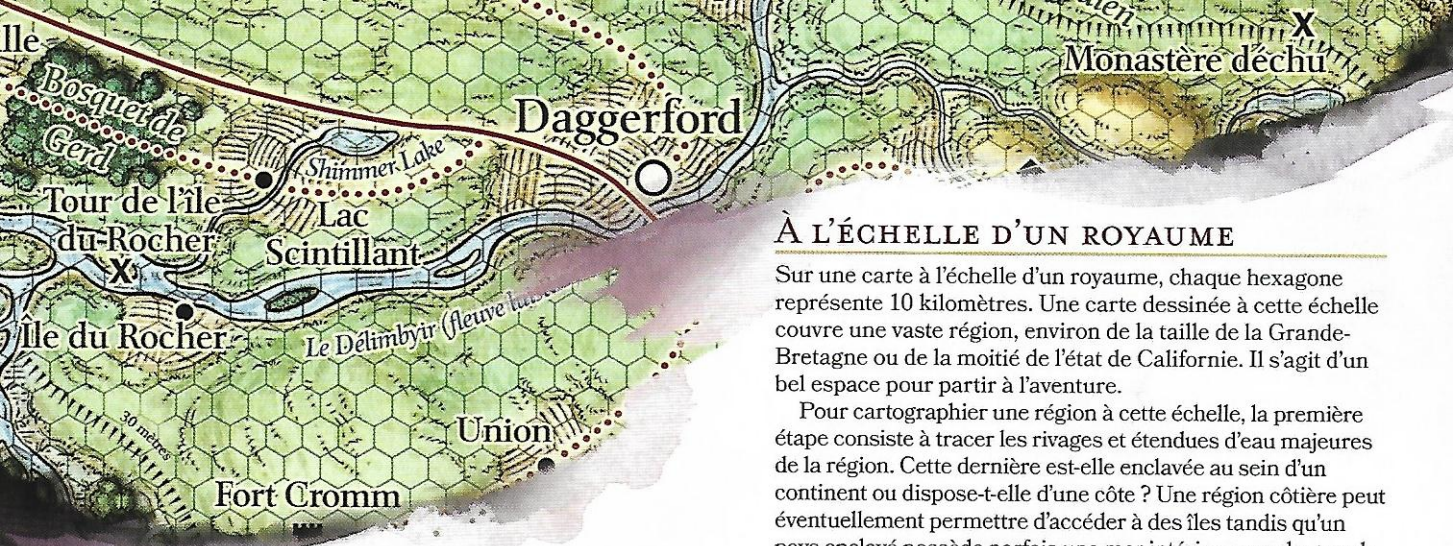 lle
Bosquet de
Gerd
Shimmer Lake
Daggerford
Monastère déchu
Tour de l'île
du Rocher
X
X
Lac
Scintillant
Île du Rocher
Le Délimbyir (fleuve
30 mètres
Union
Fort Cromm
À L'ÉCHELLE D'UN ROYAUME
Sur une carte à l'échelle d'un royaume, chaque hexagone
représente 10 kilomètres. Une carte dessinée à cette échelle
couvre une vaste région, environ de la taille de la Grande-
Bretagne ou de la moitié de l'état de Californie. Il s'agit d'un
bel espace pour partir à l'aventure.
Pour cartographier une région à cette échelle, la première
étape consiste à tracer les rivages et étendues d'eau majeures
de la région. Cette dernière est-elle enclavée au sein d'un
continent ou dispose-t-elle d'une côte ? Une région côtière peut
éventuellement permettre d'accéder à des îles tandis qu'un